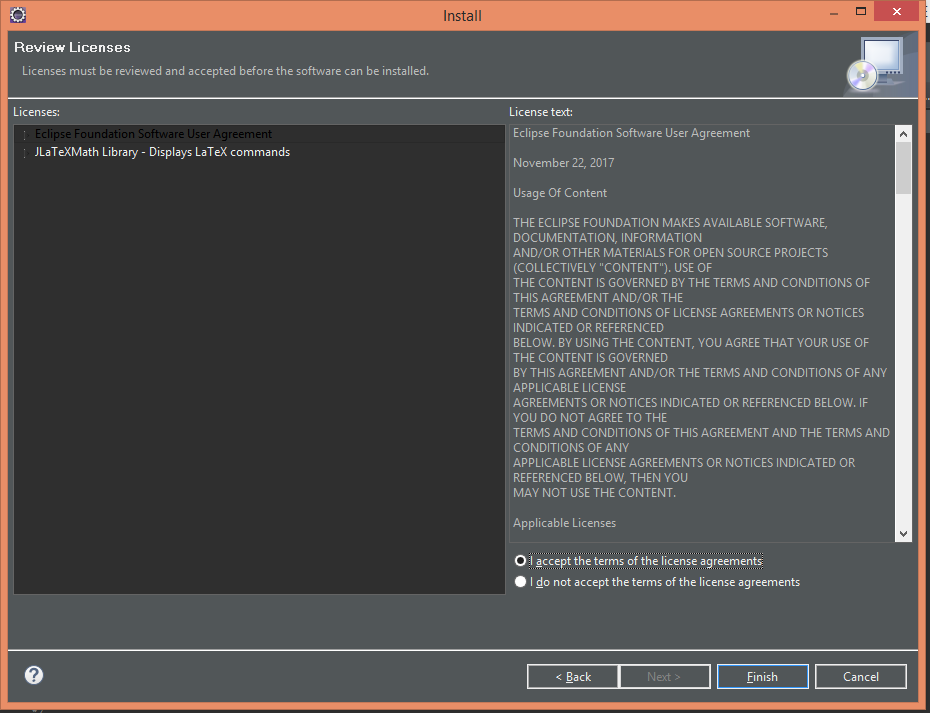 Install
Review Licenses
Licenses must be reviewed and accepted before the software can be installed.
Licenses:
Eclipse Foundation Software User Agreement
JLaTeXMath Library - Displays LaTeX commands
License text:
Eclipse Foundation Software User Agreement
November 22, 2017
Usage Of Content
THE ECLIPSE FOUNDATION MAKES AVAILABLE SOFTWARE,
DOCUMENTATION, INFORMATION
AND/OR OTHER MATERIALS FOR OPEN SOURCE PROJECTS
(COLLECTIVELY "CONTENT"). USE OF
THE CONTENT IS GOVERNED BY THE TERMS AND CONDITIONS OF
THIS AGREEMENT AND/OR THE
TERMS AND CONDITIONS OF LICENSE AGREEMENTS OR NOTICES
INDICATED OR REFERENCED
BELOW. BY USING THE CONTENT, YOU AGREE THAT YOUR USE OF
THE CONTENT IS GOVERNED
BY THIS AGREEMENT AND/OR THE TERMS AND CONDITIONS OF ANY
APPLICABLE LICENSE
AGREEMENTS OR NOTICES INDICATED OR REFERENCED BELOW. IF
YOU DO NOT AGREE TO THE
TERMS AND CONDITIONS OF THIS AGREEMENT AND THE TERMS AND
CONDITIONS OF ANY
APPLICABLE LICENSE AGREEMENTS OR NOTICES INDICATED OR
REFERENCED BELOW, THEN YOU
MAY NOT USE THE CONTENT.
Applicable Licenses
I accept the terms of the license agreements
I do not accept the terms of the license agreements
< Back
Next >
Finish
Cancel